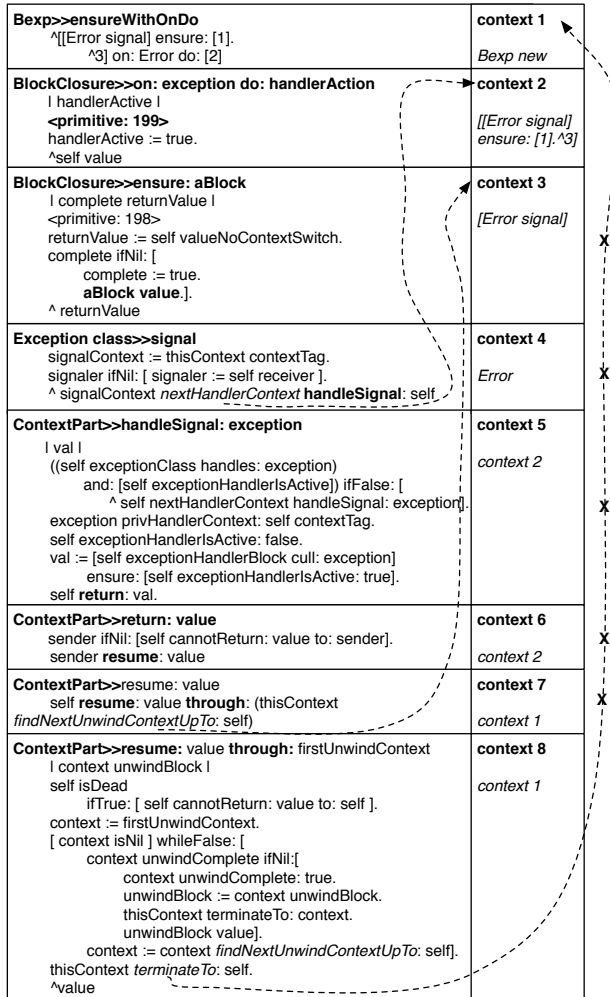 Bexp>>ensureWithOnDo
^[[Error signal] ensure: [1].
^3] on: Error do: [2]
context 1
Bexp new
BlockClosure>>on: exception do: handlerAction
| handlerActive |
<primitive: 199>
handlerActive := true.
^self value
context 2
[[Error signal]
ensure: [1].^3]
BlockClosure>>ensure: aBlock
| complete returnValue |
<primitive: 198>
returnValue := self valueNoContextSwitch.
complete ifNil: [
complete := true.
aBlock value.].
^ returnValue
context 3
[Error signal]
X
Exception class>>signal
signalContext := thisContext contextTag.
signaler ifNil: [ signaler := self receiver ].
^ signalContext nextHandlerContext handleSignal: self
context 4
Error
X
ContextPart>>handleSignal: exception
| val |
((self exceptionClass handles: exception)
and: [self exceptionHandlerIsActive]) ifFalse: [
^ self nextHandlerContext handleSignal: exception].
exception privHandlerContext: self contextTag.
self exceptionHandlerIsActive: false.
val := [self exceptionHandlerBlock cull: exception]
ensure: [self exceptionHandlerIsActive: true].
self return: val.
context 5
context 2
X
ContextPart>>return: value
sender ifNil: [self cannotReturn: value to: sender].
sender resume: value
context 6
context 2
X
ContextPart>>resume: value
self resume: value through: (thisContext
findNextUnwindContextUpTo: self)
context 7
context 1
X
ContextPart>>resume: value through: firstUnwindContext
| context unwindBlock |
self isDead
ifTrue: [ self cannotReturn: value to: self ].
context := firstUnwindContext.
[ context isNil ] whileFalse: [
context unwindComplete ifNil:[
context unwindComplete: true.
unwindBlock := context unwindBlock.
thisContext terminateTo: context.
unwindBlock value].
context := context findNextUnwindContextUpTo: self].
thisContext terminateTo: self.
^value
context 8
context 1